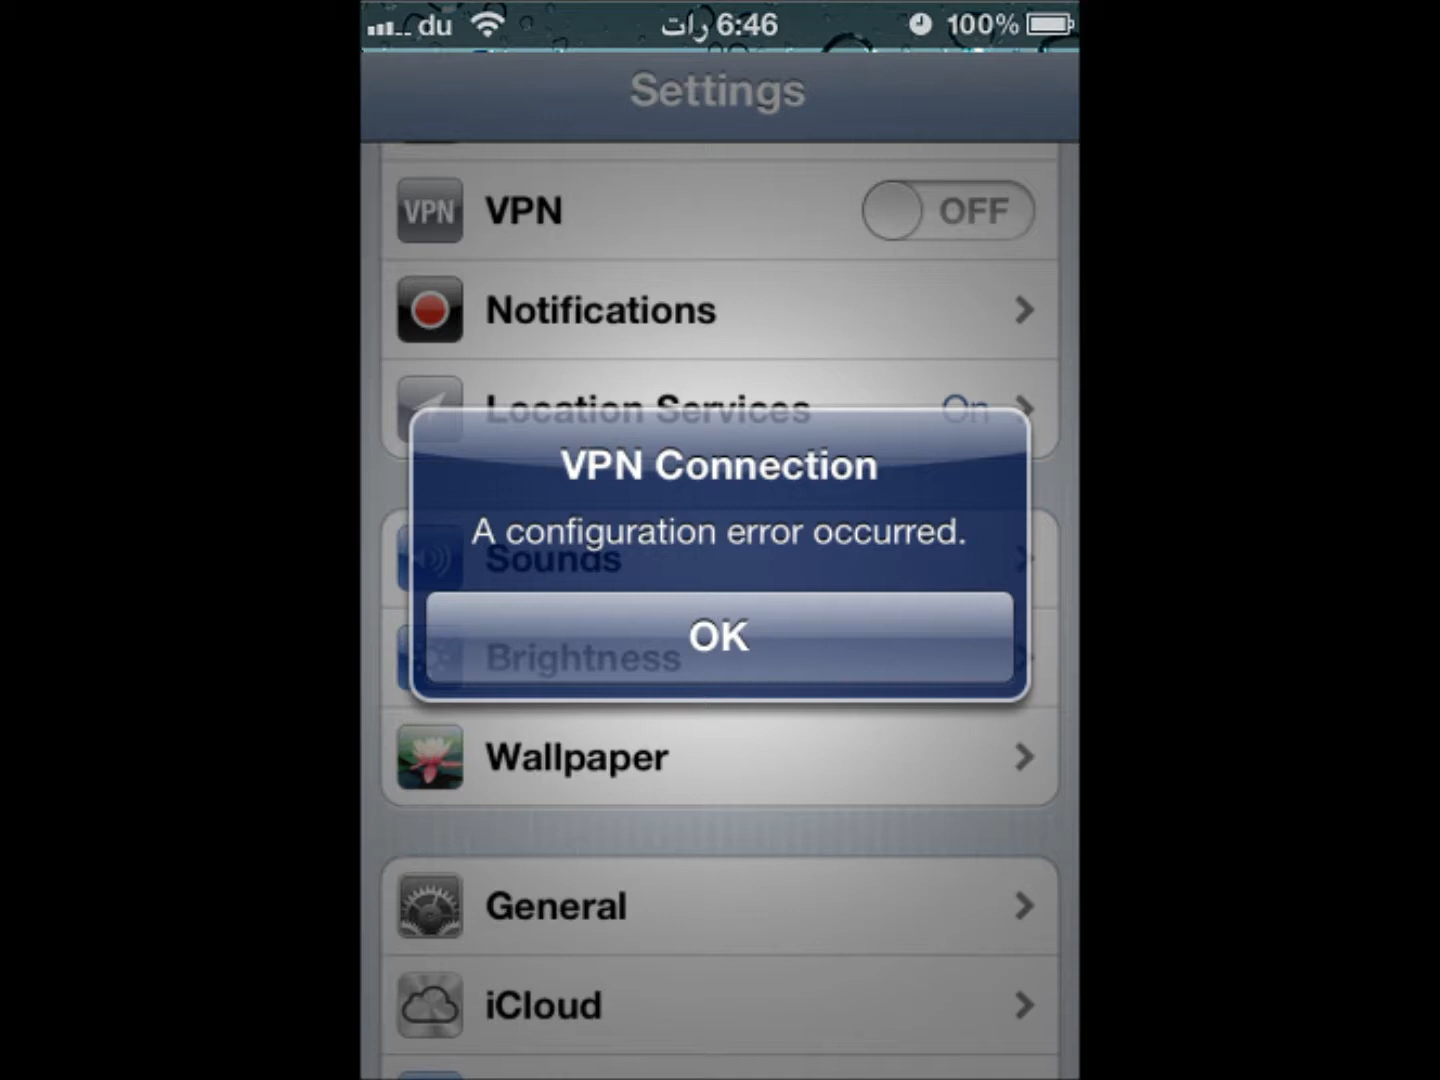 du 6:46 رات 100%
Settings
VPN VPN OFF
Notifications
Location Services On
VPN Connection
A configuration error occurred.
Sounds
OK
Brightness
Wallpaper
General
iCloud